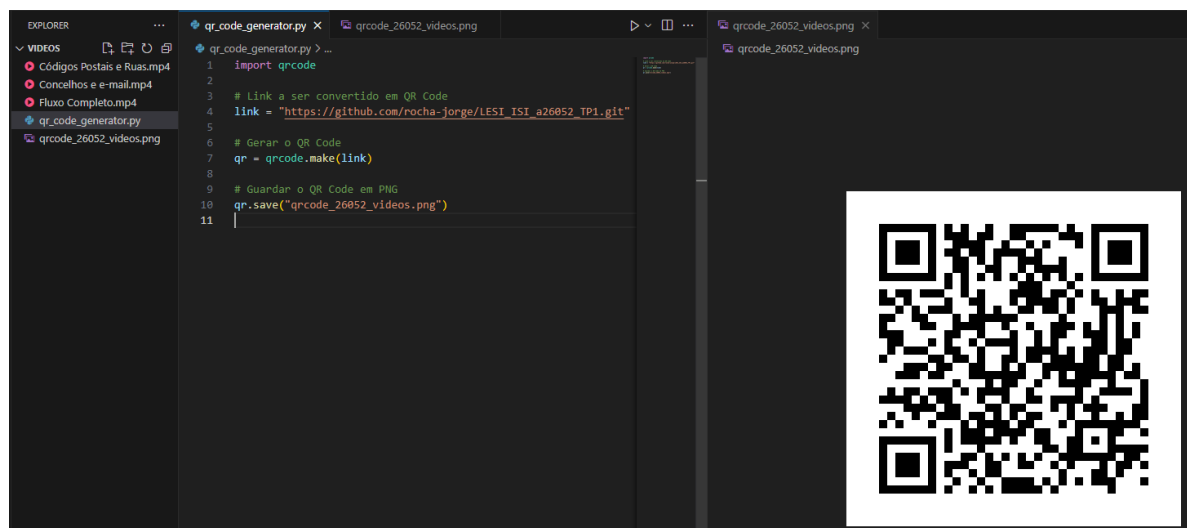 EXPLORER
VIDEOS
Códigos Postais e Ruas.mp4
Concelhos e e-mail.mp4
Fluxo Completo.mp4
qr_code_generator.py
qrcode_26052_videos.png
qr_code_generator.py
qrcode_26052_videos.png
qr_code_generator.py > ...
1 import qrcode
2
3 # Link a ser convertido em QR Code
4 link = "https://github.com/rocha-jorge/LESI_ISI_a26052_TP1.git"
5
6 # Gerar o QR Code
7 qr = qrcode.make(link)
8
9 # Guardar o QR Code em PNG
10 qr.save("qrcode_26052_videos.png")
11
qrcode_26052_videos.png
qrcode_26052_videos.png